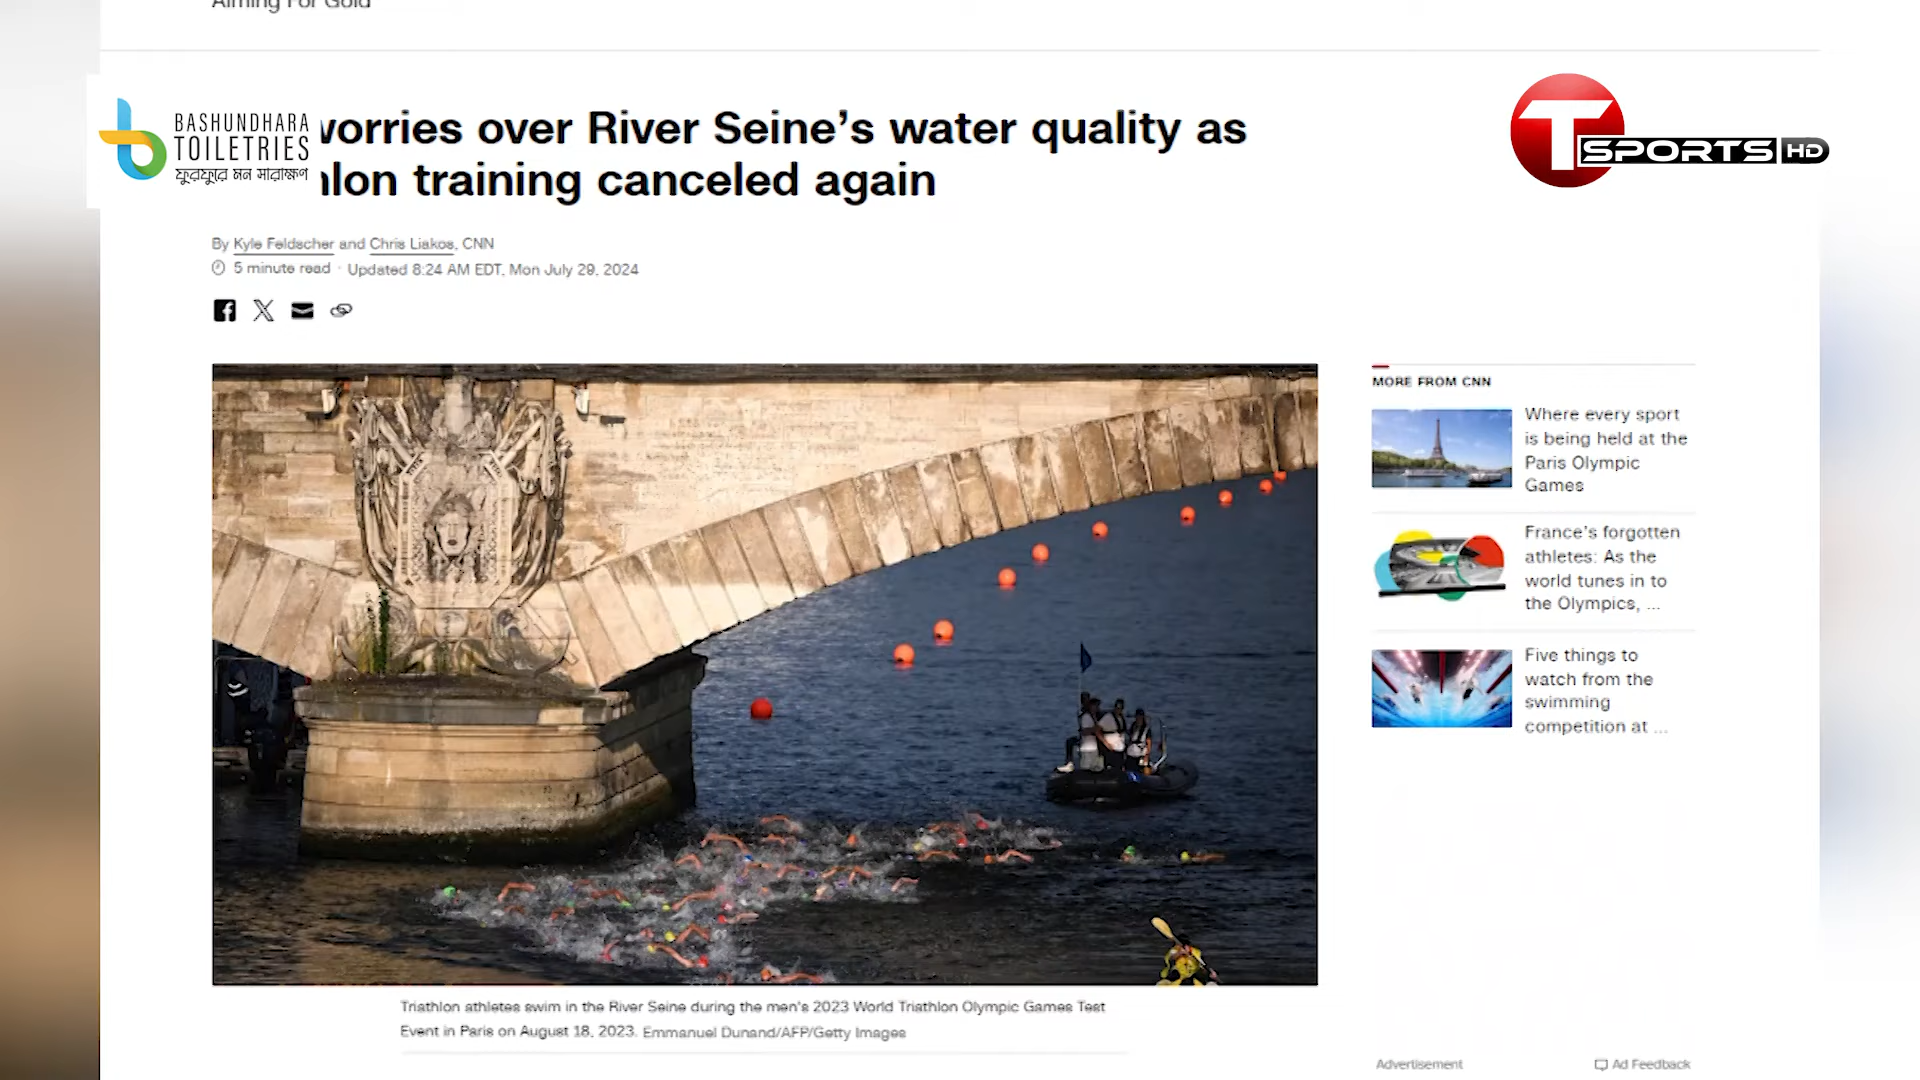 Aiming For Gold
BASHUNDHARA
TOILETRIES
ফুরফুরে মন সারাক্ষণ
worries over River Seine's water quality as
training canceled again
T SPORTS HD
By Kyle Feldscher and Chris Liakos, CNN
5 minute read · Updated 8:24 AM EDT, Mon July 29, 2024
MORE FROM CNN
Where every sport
is being held at the
Paris Olympic
Games
France's forgotten
athletes: As the
world tunes in to
the Olympics, ...
Five things to
watch from the
swimming
competition at ...
Triathlon athletes swim in the River Seine during the men's 2023 World Triathlon Olympic Games Test
Event in Paris on August 18, 2023. Emmanuel Dunand/AFP/Getty Images
Advertisement
Ad Feedback